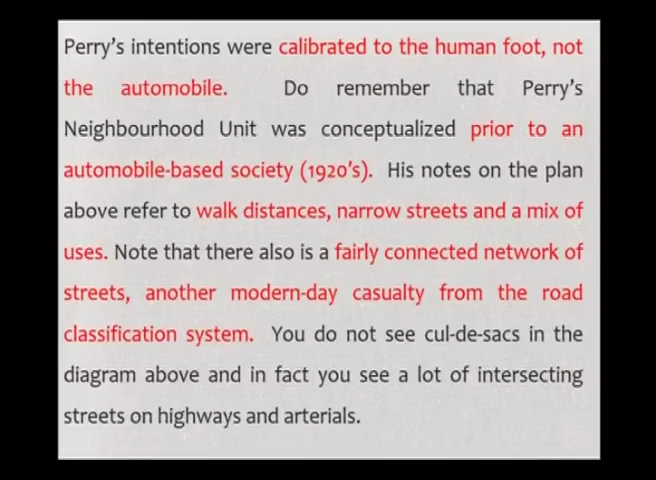 Perry's intentions were calibrated to the human foot, not
the automobile. Do remember that Perry's
Neighbourhood Unit was conceptualized prior to an
automobile-based society (1920's). His notes on the plan
above refer to walk distances, narrow streets and a mix of
uses. Note that there also is a fairly connected network of
streets, another modern-day casualty from the road
classification system. You do not see cul-de-sacs in the
diagram above and in fact you see a lot of intersecting
streets on highways and arterials.